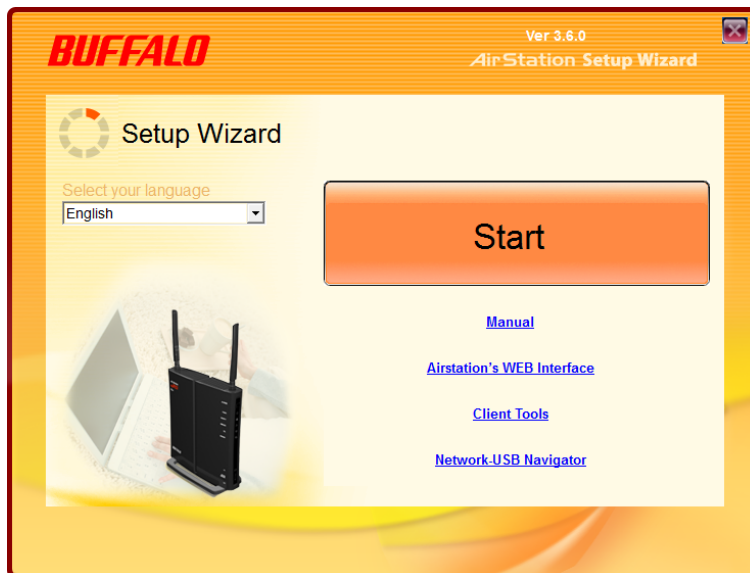 BUFFALO
Ver 3.6.0
AirStation Setup Wizard
Setup Wizard
Select your language
English
Start
Manual
Airstation's WEB Interface
Client Tools
Network-USB Navigator